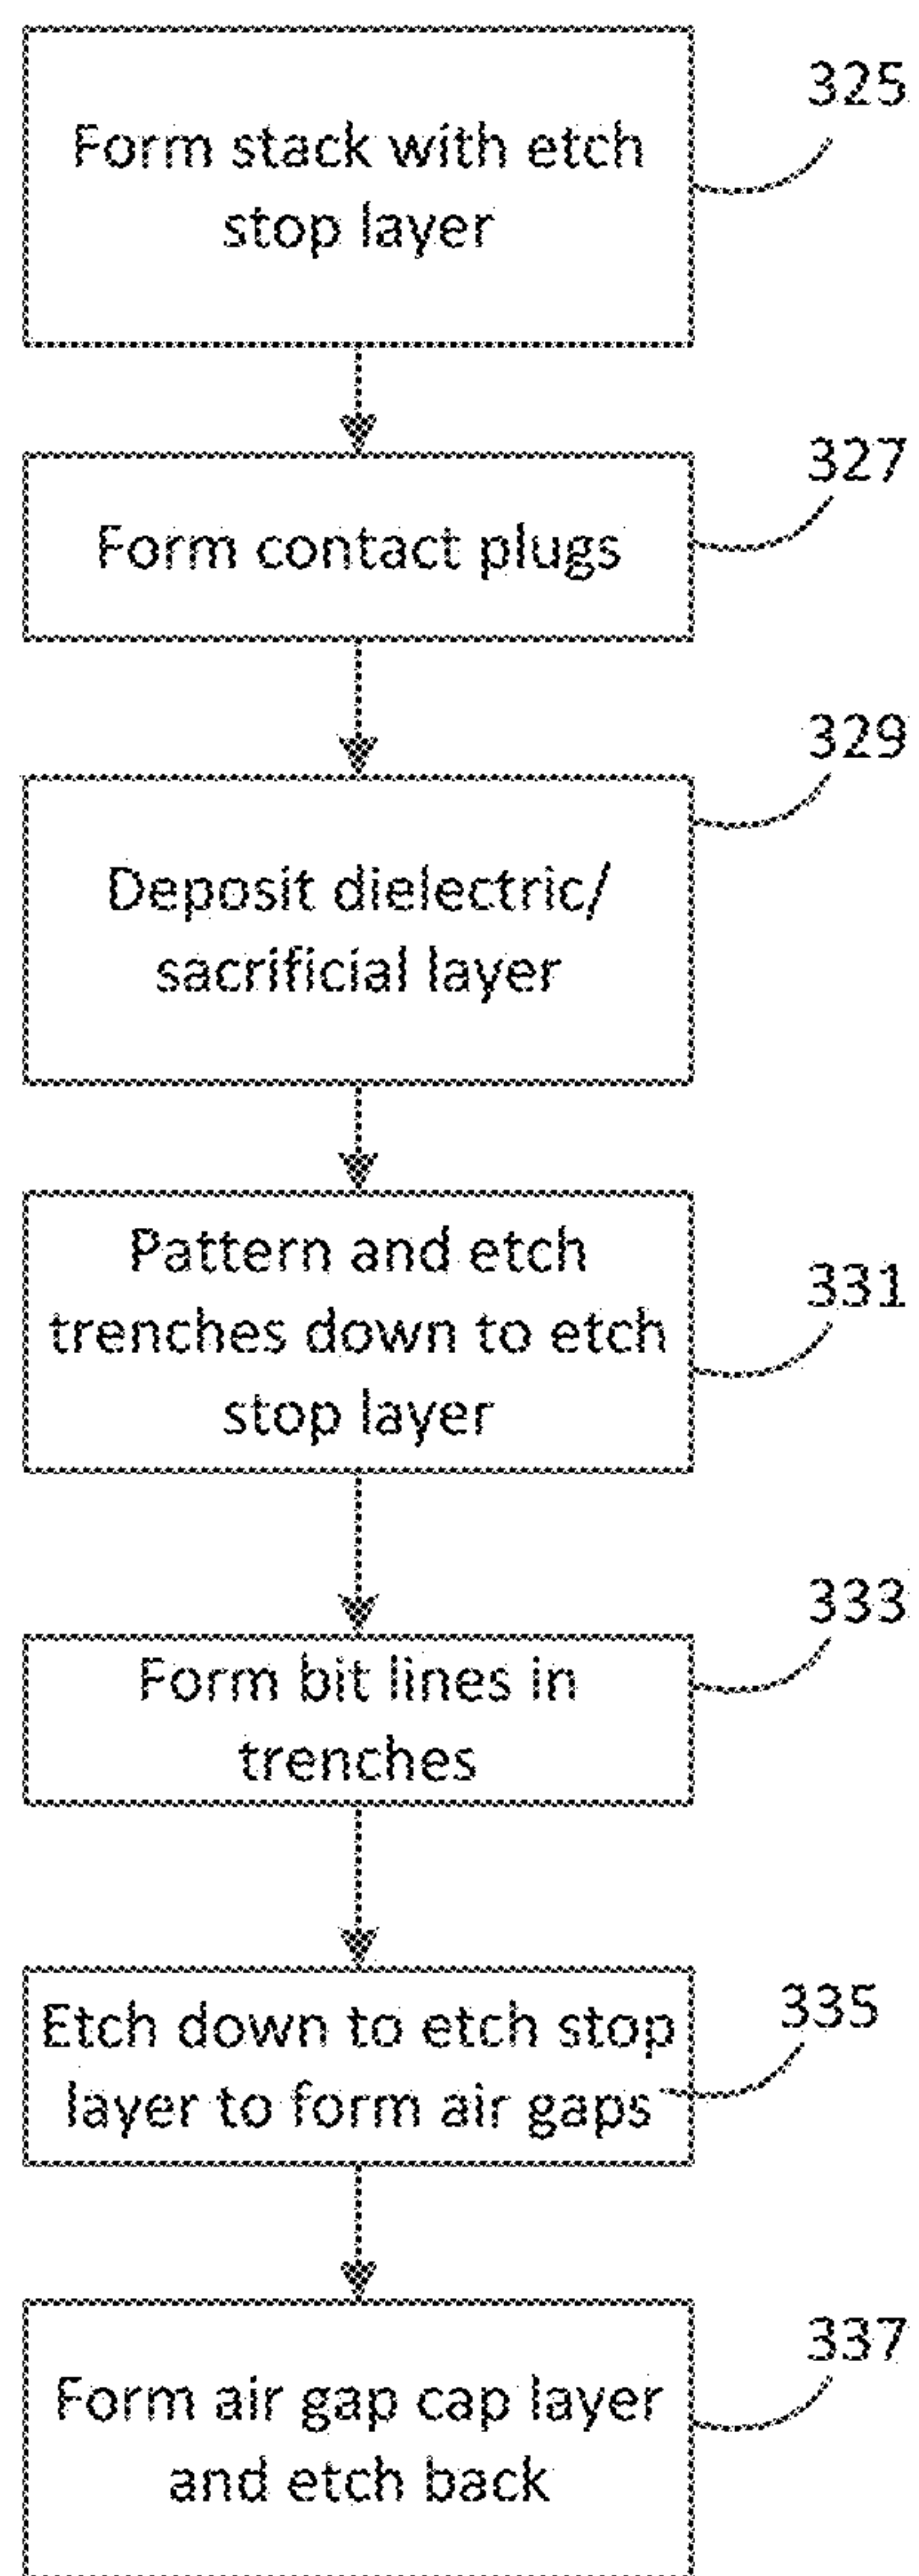 325
Form stack with etch
stop layer
327
Form contact plugs
329
Deposit dielectric/
sacrificial layer
331
Pattern and etch
trenches down to etch
stop layer
333
Form bit lines in
trenches
335
Etch down to etch stop
layer to form air gaps
337
Form air gap cap layer
and etch back